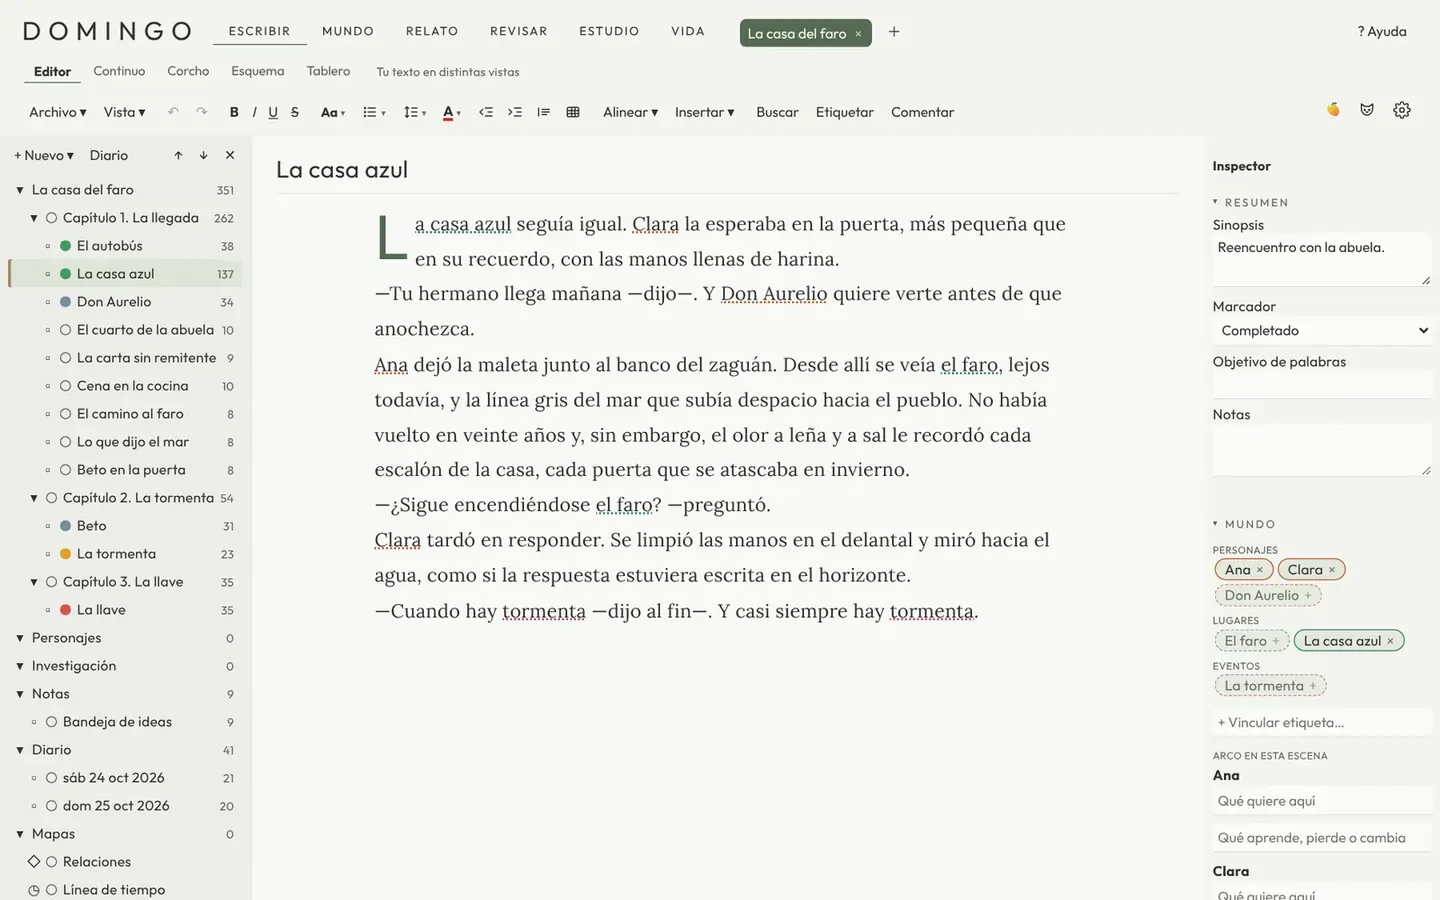 DOMINGO
ESCRIBIR MUNDO RELATO REVISAR ESTUDIO VIDA La casa del faro × + ? Ayuda
Editor Continuo Corcho Esquema Tablero Tu texto en distintas vistas
Archivo ▾ Vista ▾ B I U S Aa ▾ A ▾ Alinear ▾ Insertar ▾ Buscar Etiquetar Comentar
+ Nuevo ▾ Diario ↑ ↓ ✕
La casa del faro 351
Capítulo 1. La llegada 262
El autobús 38
La casa azul 137
Don Aurelio 34
El cuarto de la abuela 10
La carta sin remitente 9
Cena en la cocina 10
El camino al faro 8
Lo que dijo el mar 8
Beto en la puerta 8
Capítulo 2. La tormenta 54
Beto 31
La tormenta 23
Capítulo 3. La llave 35
La llave 35
Personajes 0
Investigación 0
Notas 9
Bandeja de ideas 9
Diario 41
sáb 24 oct 2026 21
dom 25 oct 2026 20
Mapas 0
Relaciones
Línea de tiempo
La casa azul
La casa azul seguía igual. Clara la esperaba en la puerta, más pequeña que
en su recuerdo, con las manos llenas de harina.
—Tu hermano llega mañana —dijo—. Y Don Aurelio quiere verte antes de que
anochezca.
Ana dejó la maleta junto al banco del zaguán. Desde allí se veía el faro, lejos
todavía, y la línea gris del mar que subía despacio hacia el pueblo. No había
vuelto en veinte años y, sin embargo, el olor a leña y a sal le recordó cada
escalón de la casa, cada puerta que se atascaba en invierno.
—¿Sigue encendiéndose el faro? —preguntó.
Clara tardó en responder. Se limpió las manos en el delantal y miró hacia el
agua, como si la respuesta estuviera escrita en el horizonte.
—Cuando hay tormenta —dijo al fin—. Y casi siempre hay tormenta.
Inspector
RESUMEN
Sinopsis
Reencuentro con la abuela.
Marcador
Completado
Objetivo de palabras
Notas
MUNDO
PERSONAJES
Ana × Clara ×
Don Aurelio +
LUGARES
El faro + La casa azul ×
EVENTOS
La tormenta +
+ Vincular etiqueta…
ARCO EN ESTA ESCENA
Ana
Qué quiere aquí
Qué aprende, pierde o cambia
Clara
Qué quiere aquí